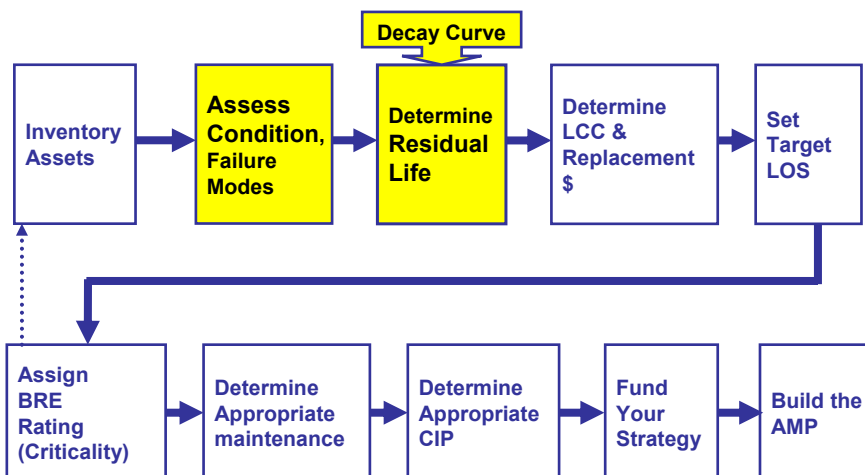 Decay Curve
Inventory
Assets
Assess
Condition,
Failure
Modes
Determine
Residual
Life
Determine
LCC &
Replacement
$
Set
Target
LOS
Assign
BRE
Rating
(Criticality)
Determine
Appropriate
maintenance
Determine
Appropriate
CIP
Fund
Your
Strategy
Build the
AMP